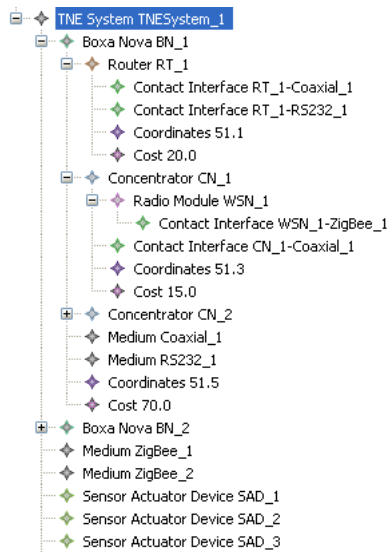 TNE System TNESystem_1
Boxa Nova BN_1
Router RT_1
Contact Interface RT_1-Coaxial_1
Contact Interface RT_1-RS232_1
Coordinates 51.1
Cost 20.0
Concentrator CN_1
Radio Module WSN_1
Contact Interface WSN_1-ZigBee_1
Contact Interface CN_1-Coaxial_1
Coordinates 51.3
Cost 15.0
Concentrator CN_2
Medium Coaxial_1
Medium RS232_1
Coordinates 51.5
Cost 70.0
Boxa Nova BN_2
Medium ZigBee_1
Medium ZigBee_2
Sensor Actuator Device SAD_1
Sensor Actuator Device SAD_2
Sensor Actuator Device SAD_3